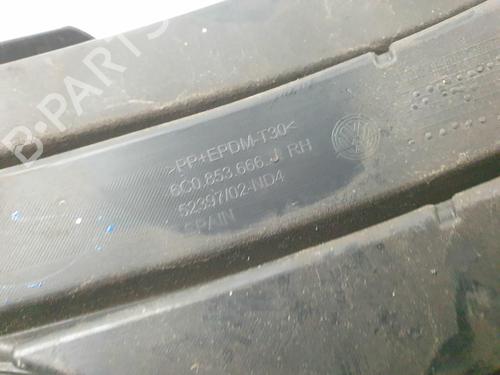 B-PARTS
>PP+EPDM-T30<
6C0.853.666.J RH
52397/02-ND4
SPAIN